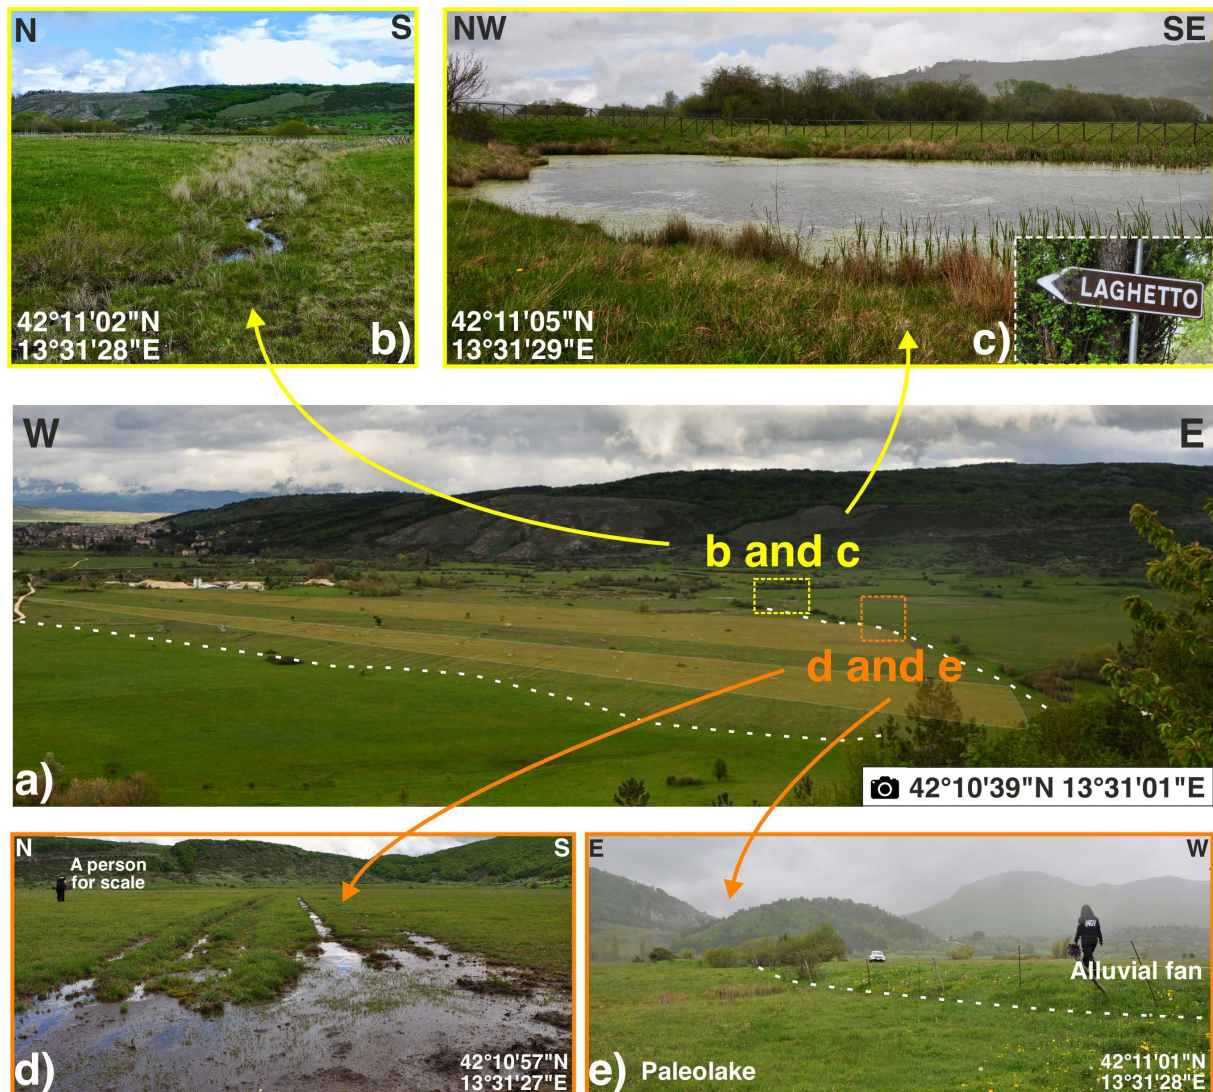 N
S
42°11'02"N
13°31'28"E
b)
NW
SE
42°11'05"N
13°31'29"E
c)
LAGHETTO
W
E
b and c
d and e
a)
42°10'39"N 13°31'01"E
N
S
A person
for scale
d)
42°10'57"N
13°31'27"E
E
W
Alluvial fan
e)
Paleolake
42°11'01"N
13°31'28"E